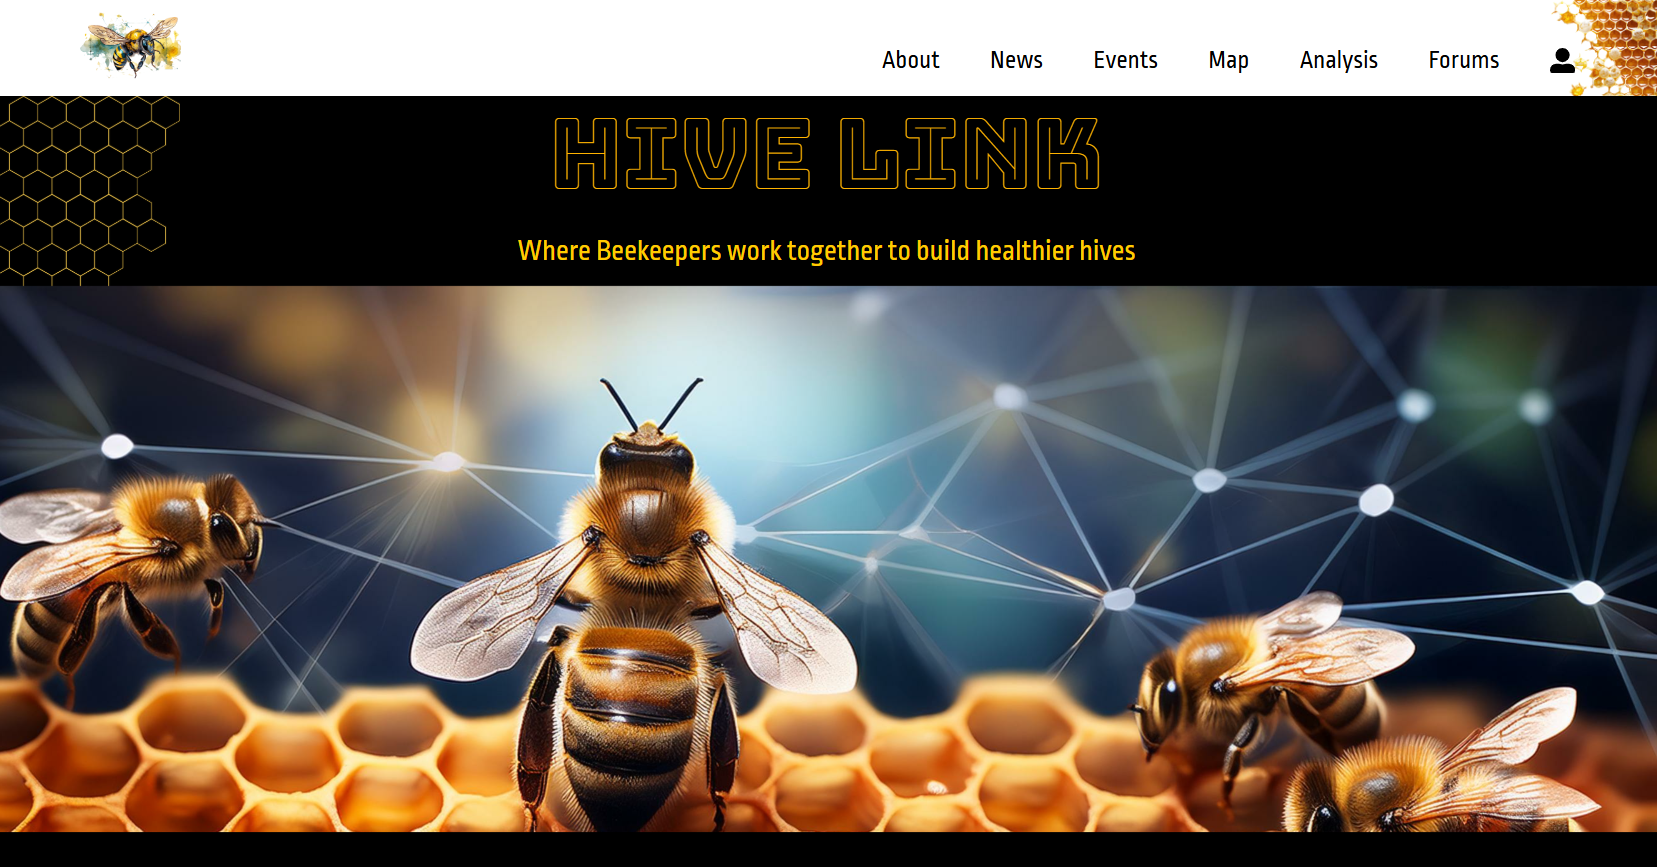 About News Events Map Analysis Forums
HIVE LINK
Where Beekeepers work together to build healthier hives